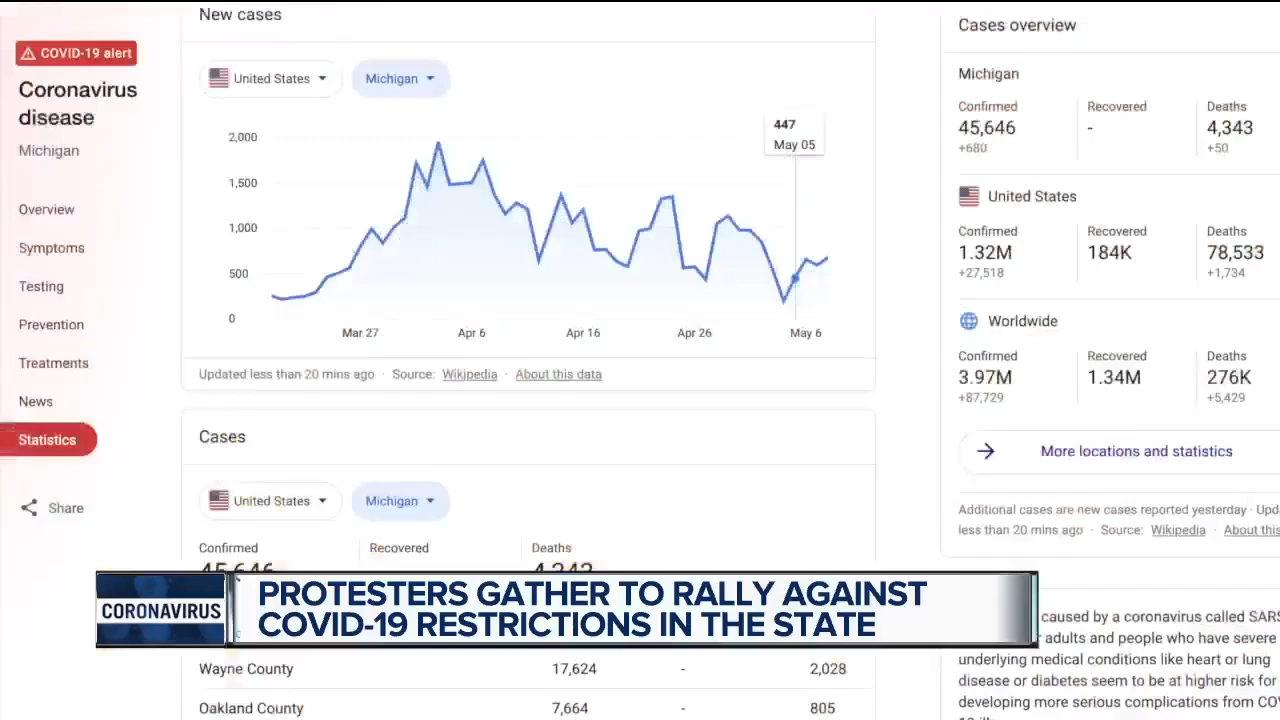 New cases
COVID-19 alert
Coronavirus
disease
Michigan
Overview
Symptoms
Testing
Prevention
Treatments
News
Statistics
Share
United States
Michigan
447
May 05
2,000
1,500
1,000
500
0
Mar 27
Apr 6
Apr 16
Apr 26
May 6
Updated less than 20 mins ago · Source: Wikipedia · About this data
Cases
United States
Michigan
Confirmed
Recovered
Deaths
45,646
Cases overview
Michigan
Confirmed
Recovered
Deaths
45,646
-
4,343
+680
+50
United States
Confirmed
Recovered
Deaths
1.32M
184K
78,533
+27,518
+1,734
Worldwide
Confirmed
Recovered
Deaths
3.97M
1.34M
276K
+87,729
+5,429
More locations and statistics
Additional cases are new cases reported yesterday ·
less than 20 mins ago · Source: Wikipedia · About this
CORONAVIRUS
PROTESTERS GATHER TO RALLY AGAINST
COVID-19 RESTRICTIONS IN THE STATE
Wayne County
17,624
-
2,028
Oakland County
7,664
-
805
caused by a coronavirus called
adults and people who have severe
underlying medical conditions like heart or lung
disease or diabetes seem to be at higher risk for
developing more serious complications from